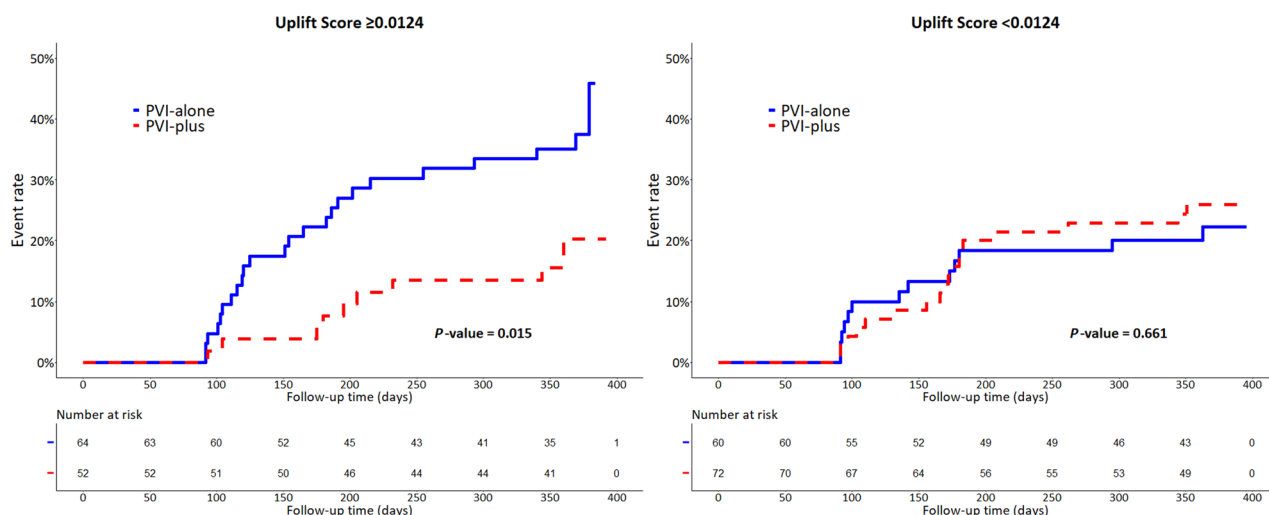 Uplift Score ≥0.0124
50%
40%
30%
20%
10%
0%
Event rate
PVI-alone
PVI-plus
P-value = 0.015
0 50 100 150 200 250 300 350 400
Follow-up time (days)
Number at risk
64 63 60 52 45 43 41 35 1
52 52 51 50 46 44 44 41 0
0 50 100 150 200 250 300 350 400
Follow-up time (days)
Uplift Score <0.0124
50%
40%
30%
20%
10%
0%
Event rate
PVI-alone
PVI-plus
P-value = 0.661
0 50 100 150 200 250 300 350 400
Follow-up time (days)
Number at risk
60 60 55 52 49 49 46 43 0
72 70 67 64 56 55 53 49 0
0 50 100 150 200 250 300 350 400
Follow-up time (days)